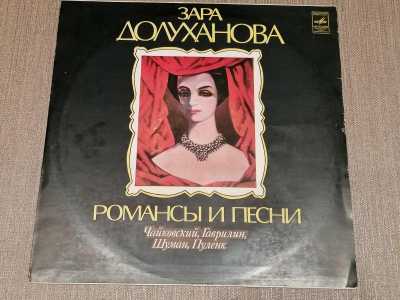 ЗАРА
ДОЛУХАНОВА
РОМАНСЫ И ПЕСНИ
Чайковский, Гаврилин,
Шуман, Пуленк